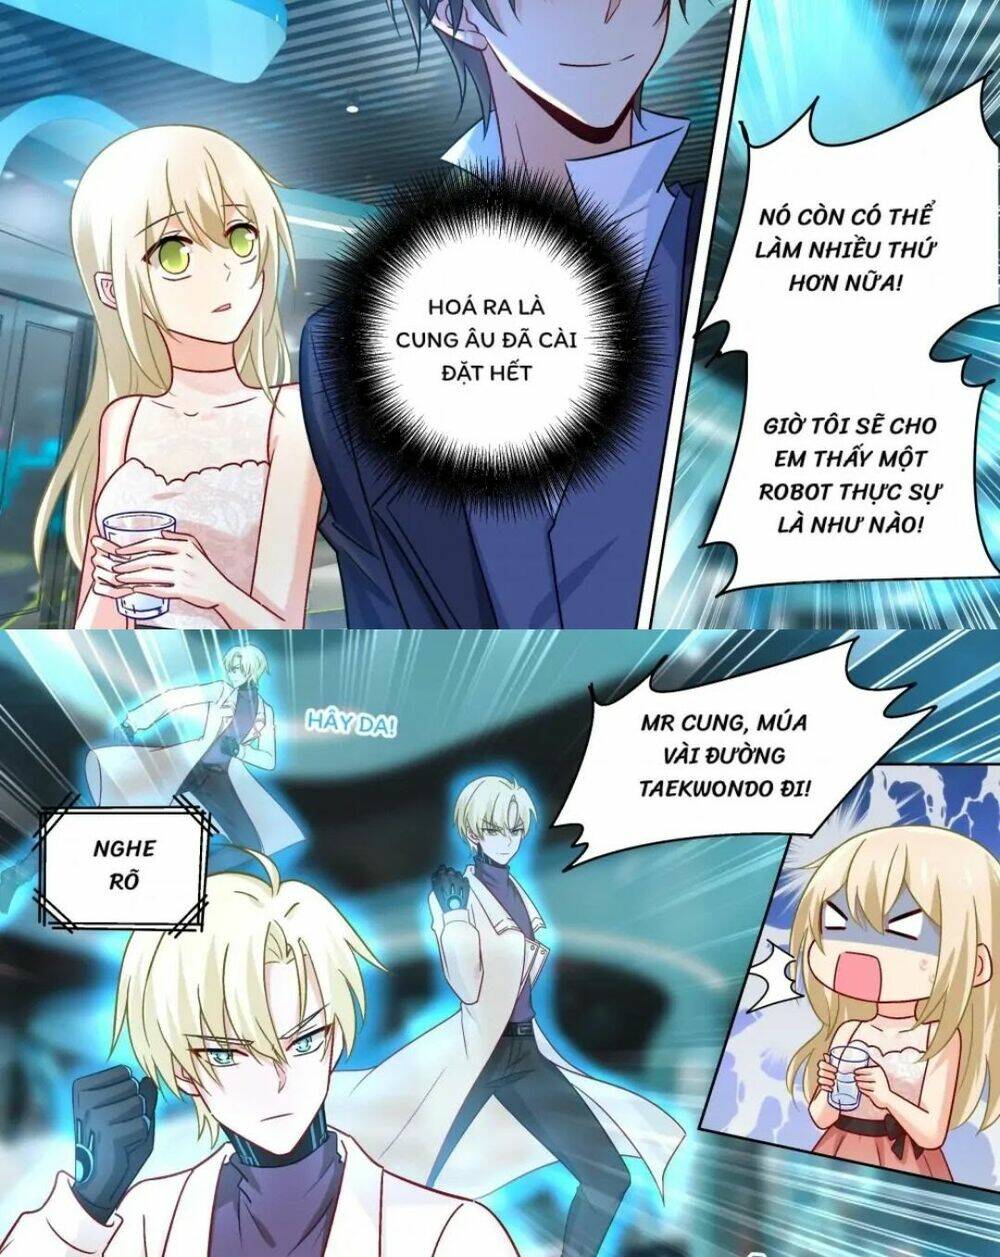 HOÁ RA LÀ
CUNG ÂU ĐÃ CÀI
ĐẶT HẾT
NÓ CÒN CÓ THỂ
LÀM NHIỀU THỨ
HƠN NỮA!
GIỜ TÔI SẼ CHO
EM THẤY MỘT
ROBOT THỰC SỰ
LÀ NHƯ NÀO!
MR CUNG, MÚA
VÀI ĐƯỜNG
TAEKWONDO ĐI!
HÂY DA!
NGHE
RÕ